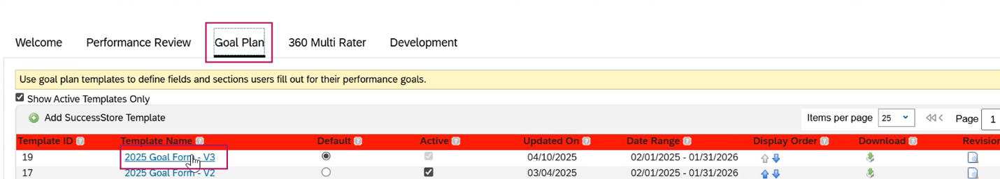 Welcome Performance Review Goal Plan 360 Multi Rater Development
Use goal plan templates to define fields and sections users fill out for their performance goals.
Show Active Templates Only
Add SuccessStore Template Items per page 25 Page 1
Template ID Template Name Default Active Updated On Date Range Display Order Download Revision
19 2025 Goal Form - V3 04/10/2025 02/01/2025 - 01/31/2026
17 2025 Goal Form - V2 03/04/2025 02/01/2025 - 01/31/2026